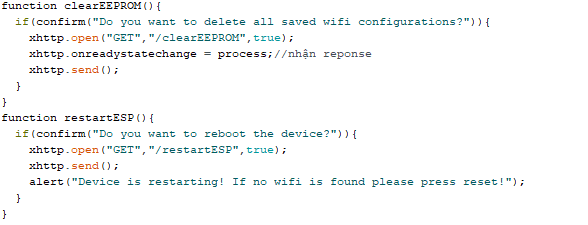 function clearEEPROM(){
  if(confirm("Do you want to delete all saved wifi configurations?")){
    xhttp.open("GET","/clearEEPROM",true);
    xhttp.onreadystatechange = process;//nhận reponse
    xhttp.send();
  }
}
function restartESP(){
  if(confirm("Do you want to reboot the device?")){
    xhttp.open("GET","/restartESP",true);
    xhttp.send();
    alert("Device is restarting! If no wifi is found please press reset!");
  }
}